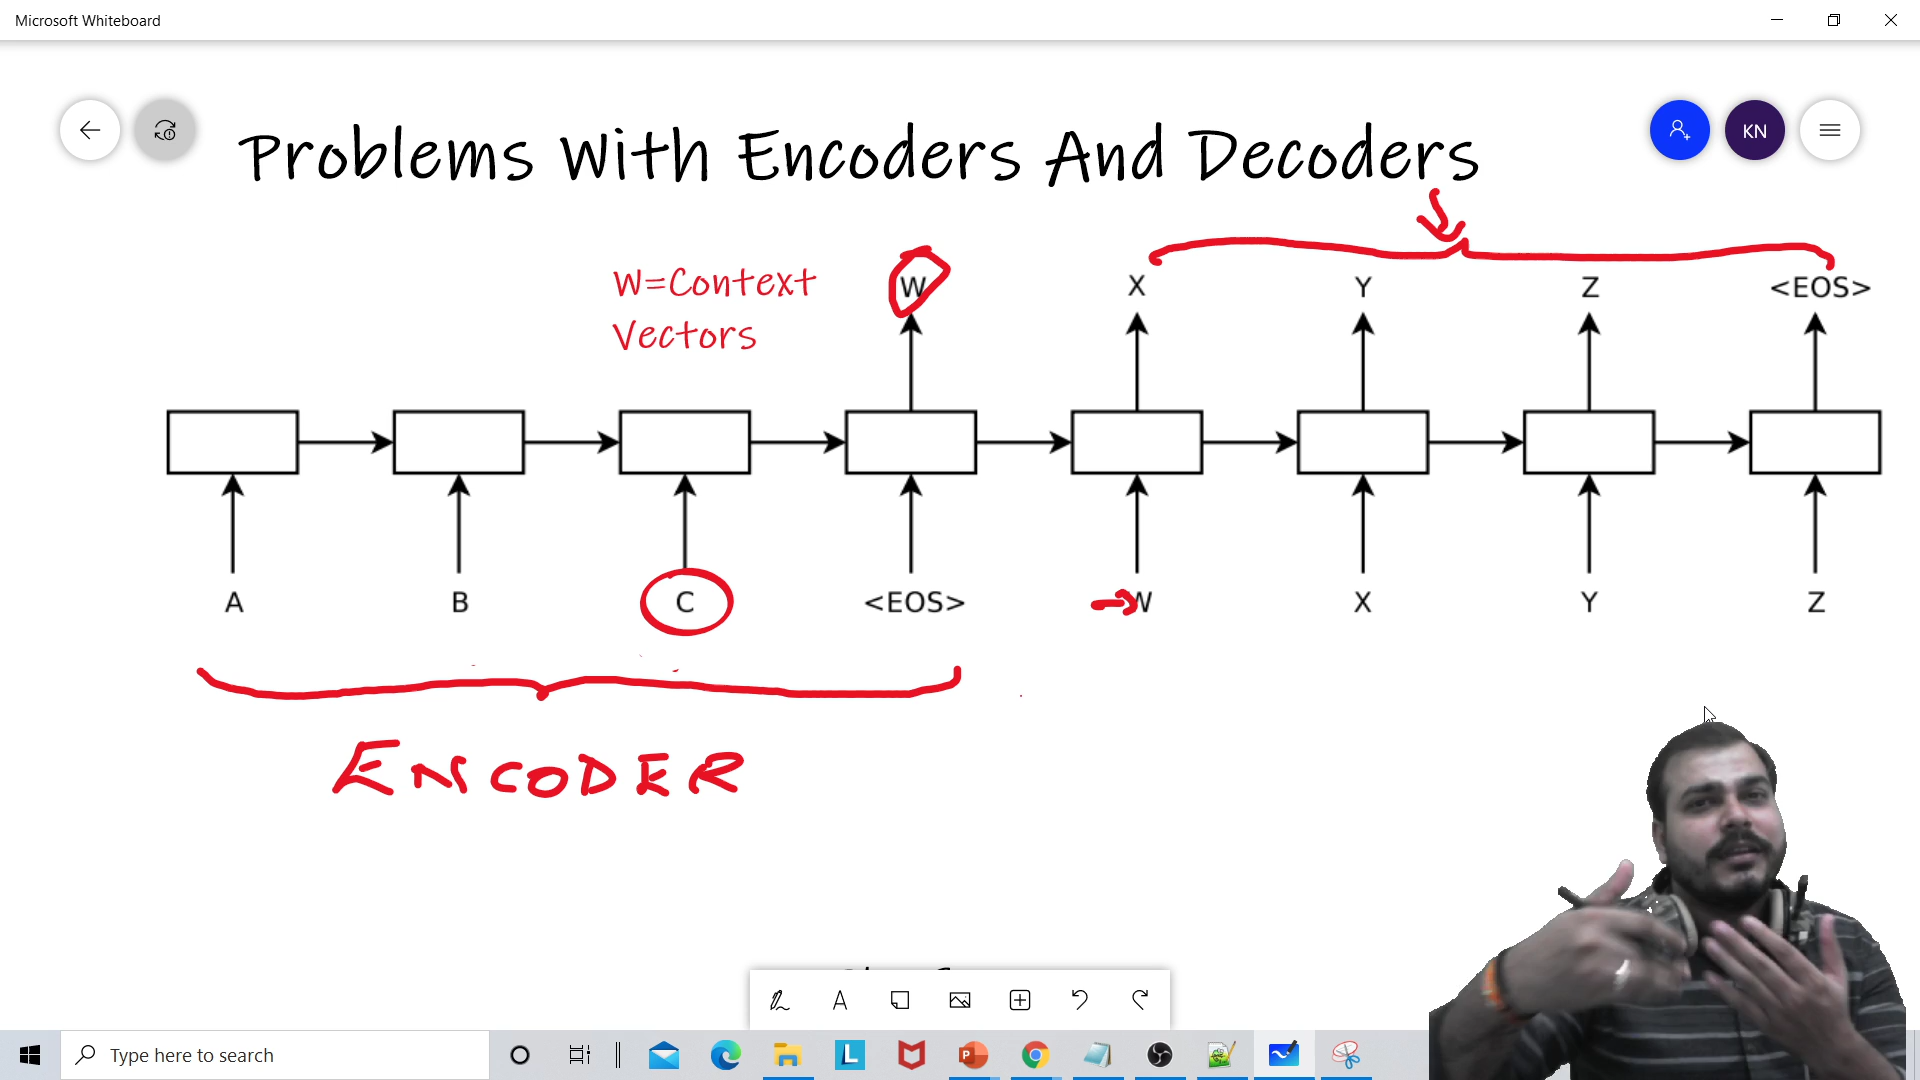 Microsoft Whiteboard
KN
Problems With Encoders And Decoders
W=Context
Vectors
W X Y Z <EOS>
A B C <EOS> W X Y Z
ENCODER
Type here to search